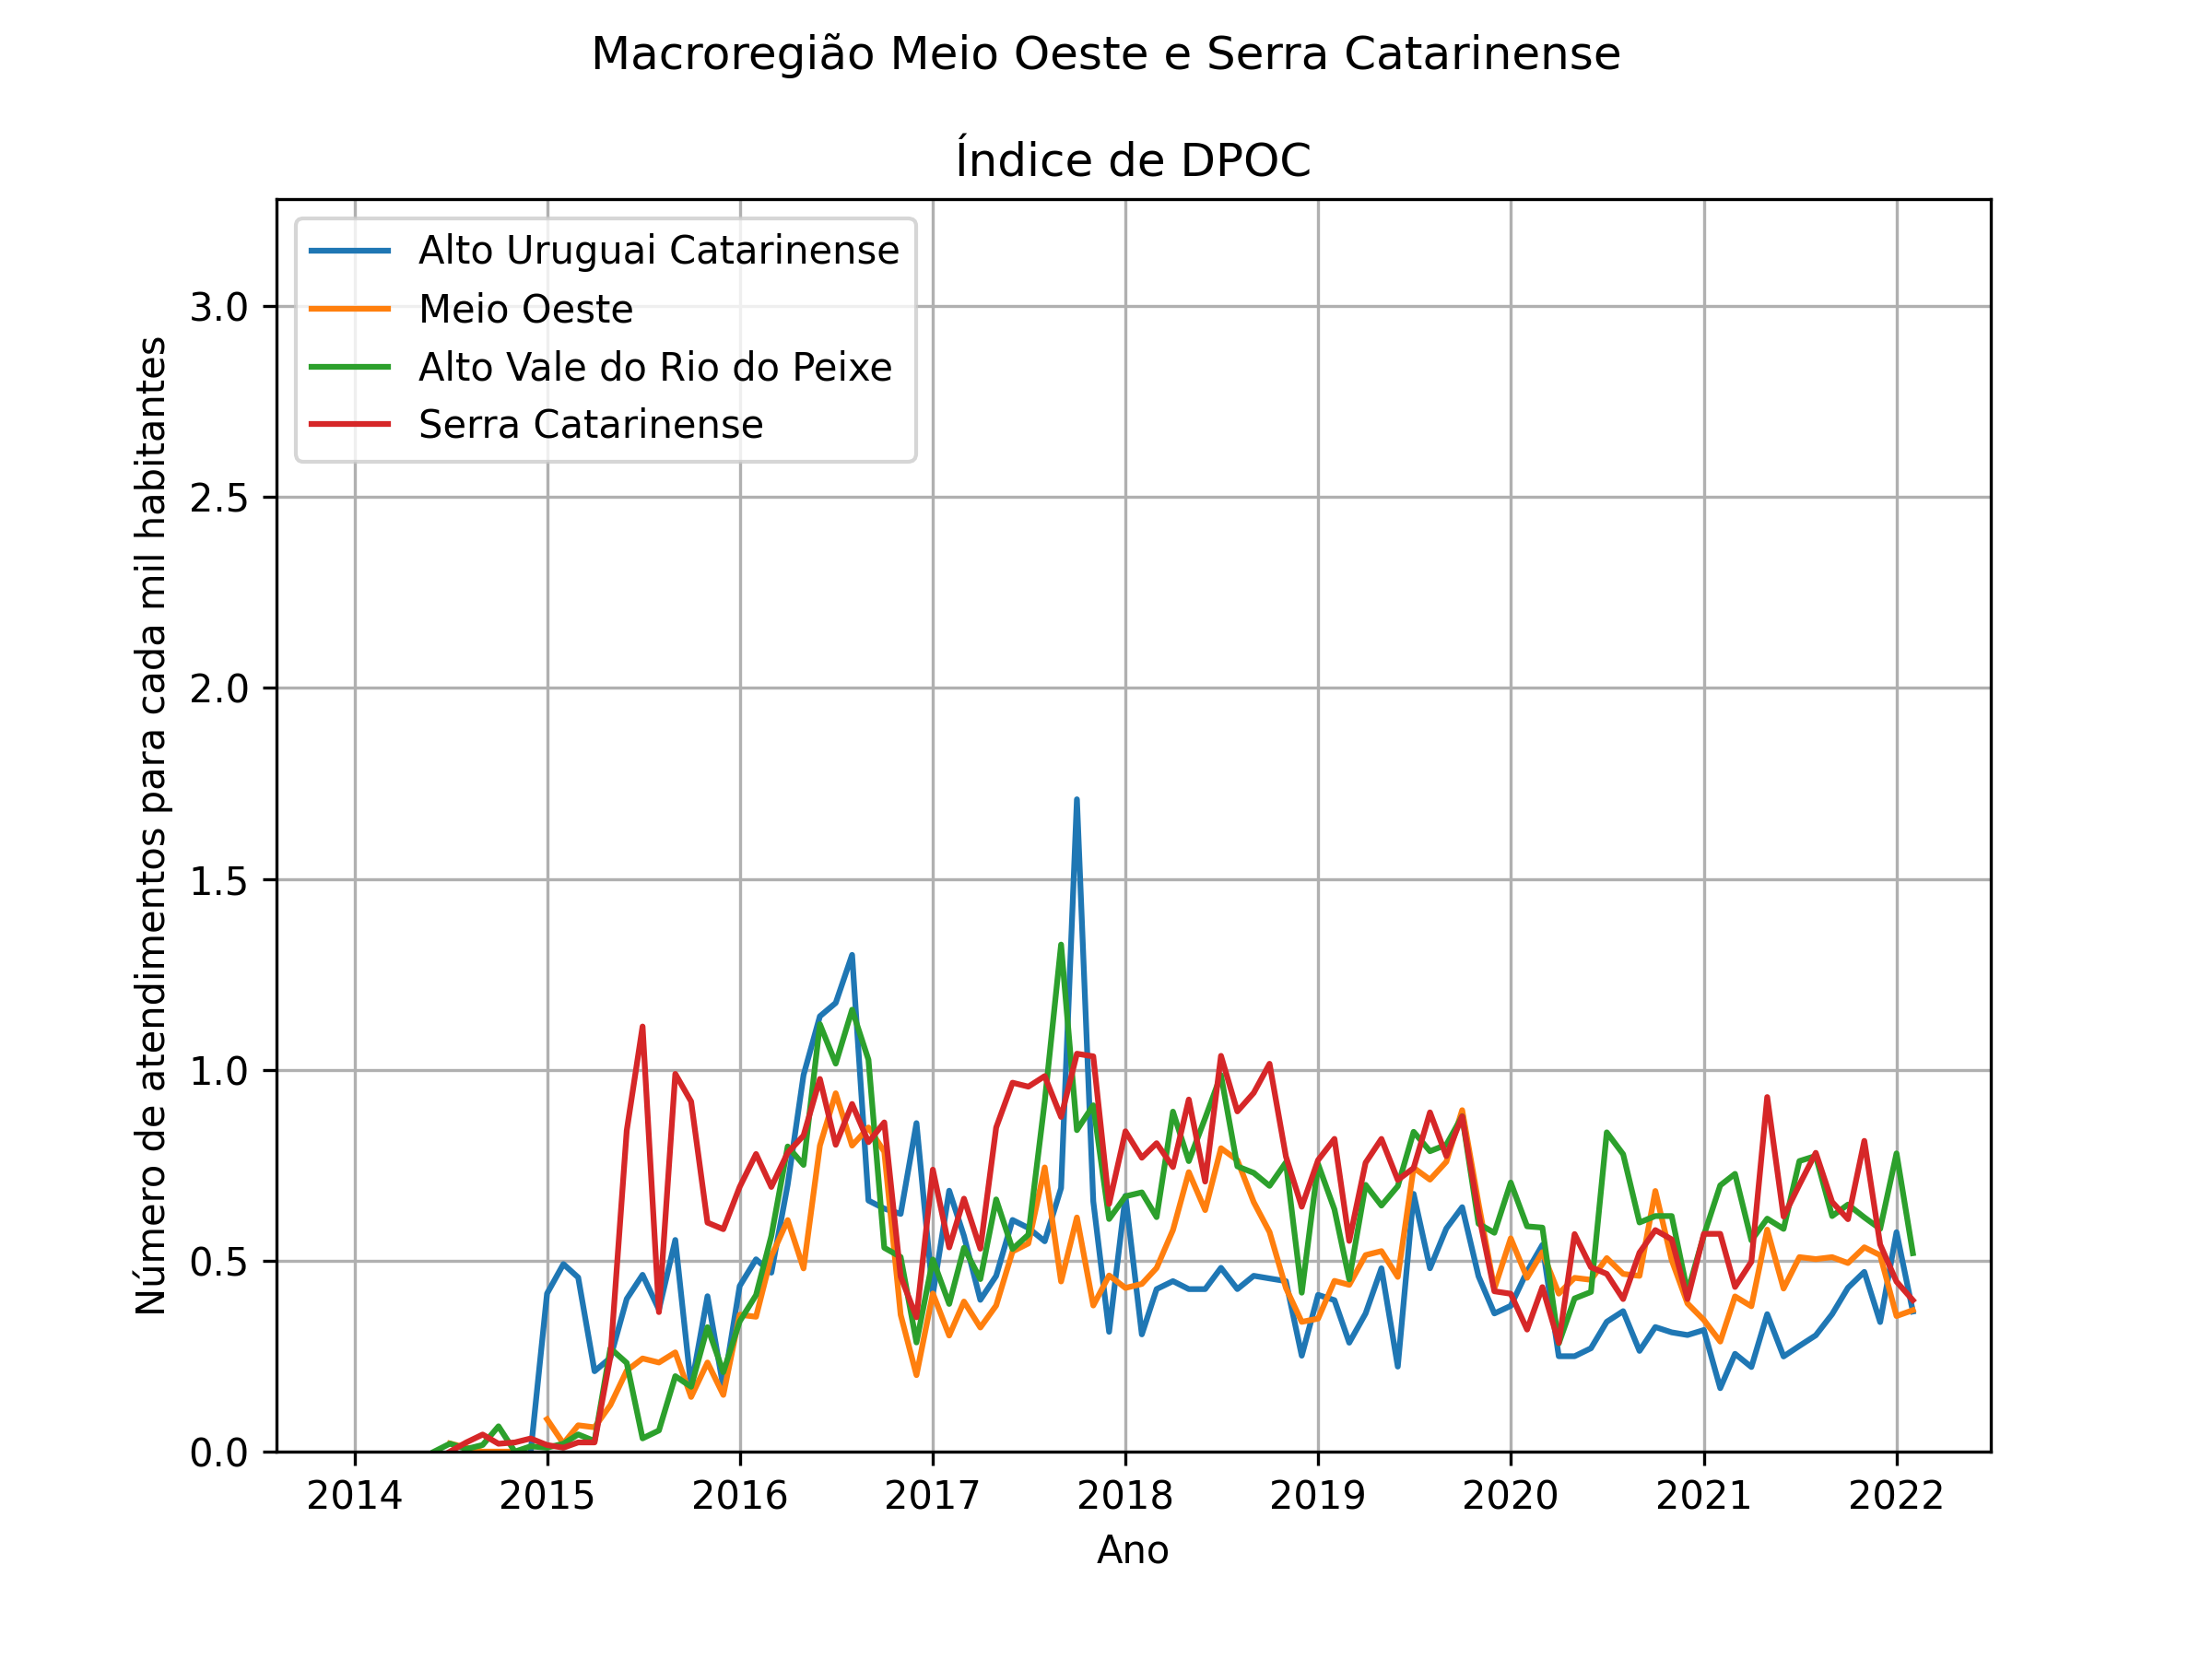 Macroregião Meio Oeste e Serra Catarinense
Índice de DPOC
Alto Uruguai Catarinense
Meio Oeste
Alto Vale do Rio do Peixe
Serra Catarinense
Número de atendimentos para cada mil habitantes
3.0
2.5
2.0
1.5
1.0
0.5
0.0
2014 2015 2016 2017 2018 2019 2020 2021 2022
Ano